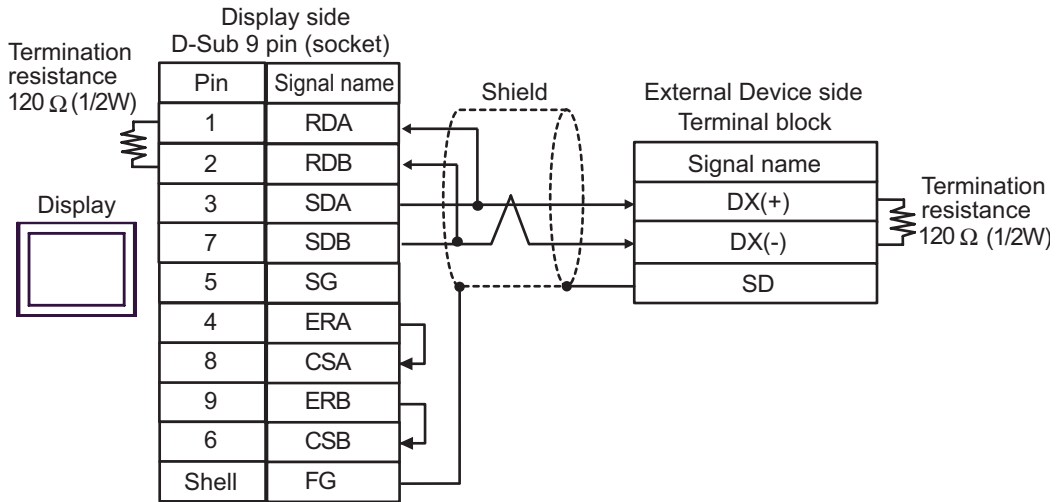 Display side
D-Sub 9 pin (socket)
Termination
resistance
120 Ω (1/2W)
Pin Signal name
1 RDA
2 RDB
3 SDA
7 SDB
5 SG
4 ERA
8 CSA
9 ERB
6 CSB
Shell FG
Display
Shield
External Device side
Terminal block
Signal name
DX(+)
DX(-)
SD
Termination
resistance
120 Ω (1/2W)